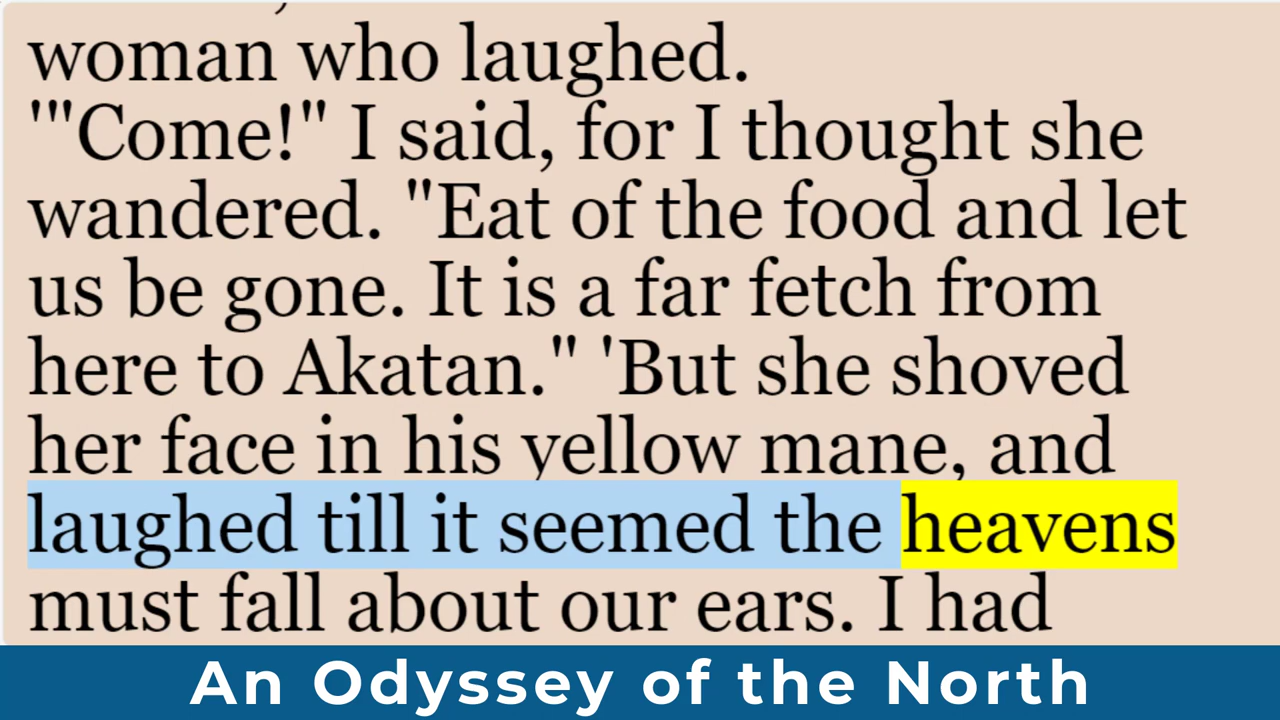 woman who laughed.
'"Come!" I said, for I thought she
wandered. "Eat of the food and let
us be gone. It is a far fetch from
here to Akatan." 'But she shoved
her face in his yellow mane, and
laughed till it seemed the heavens
must fall about our ears. I had
An Odyssey of the North